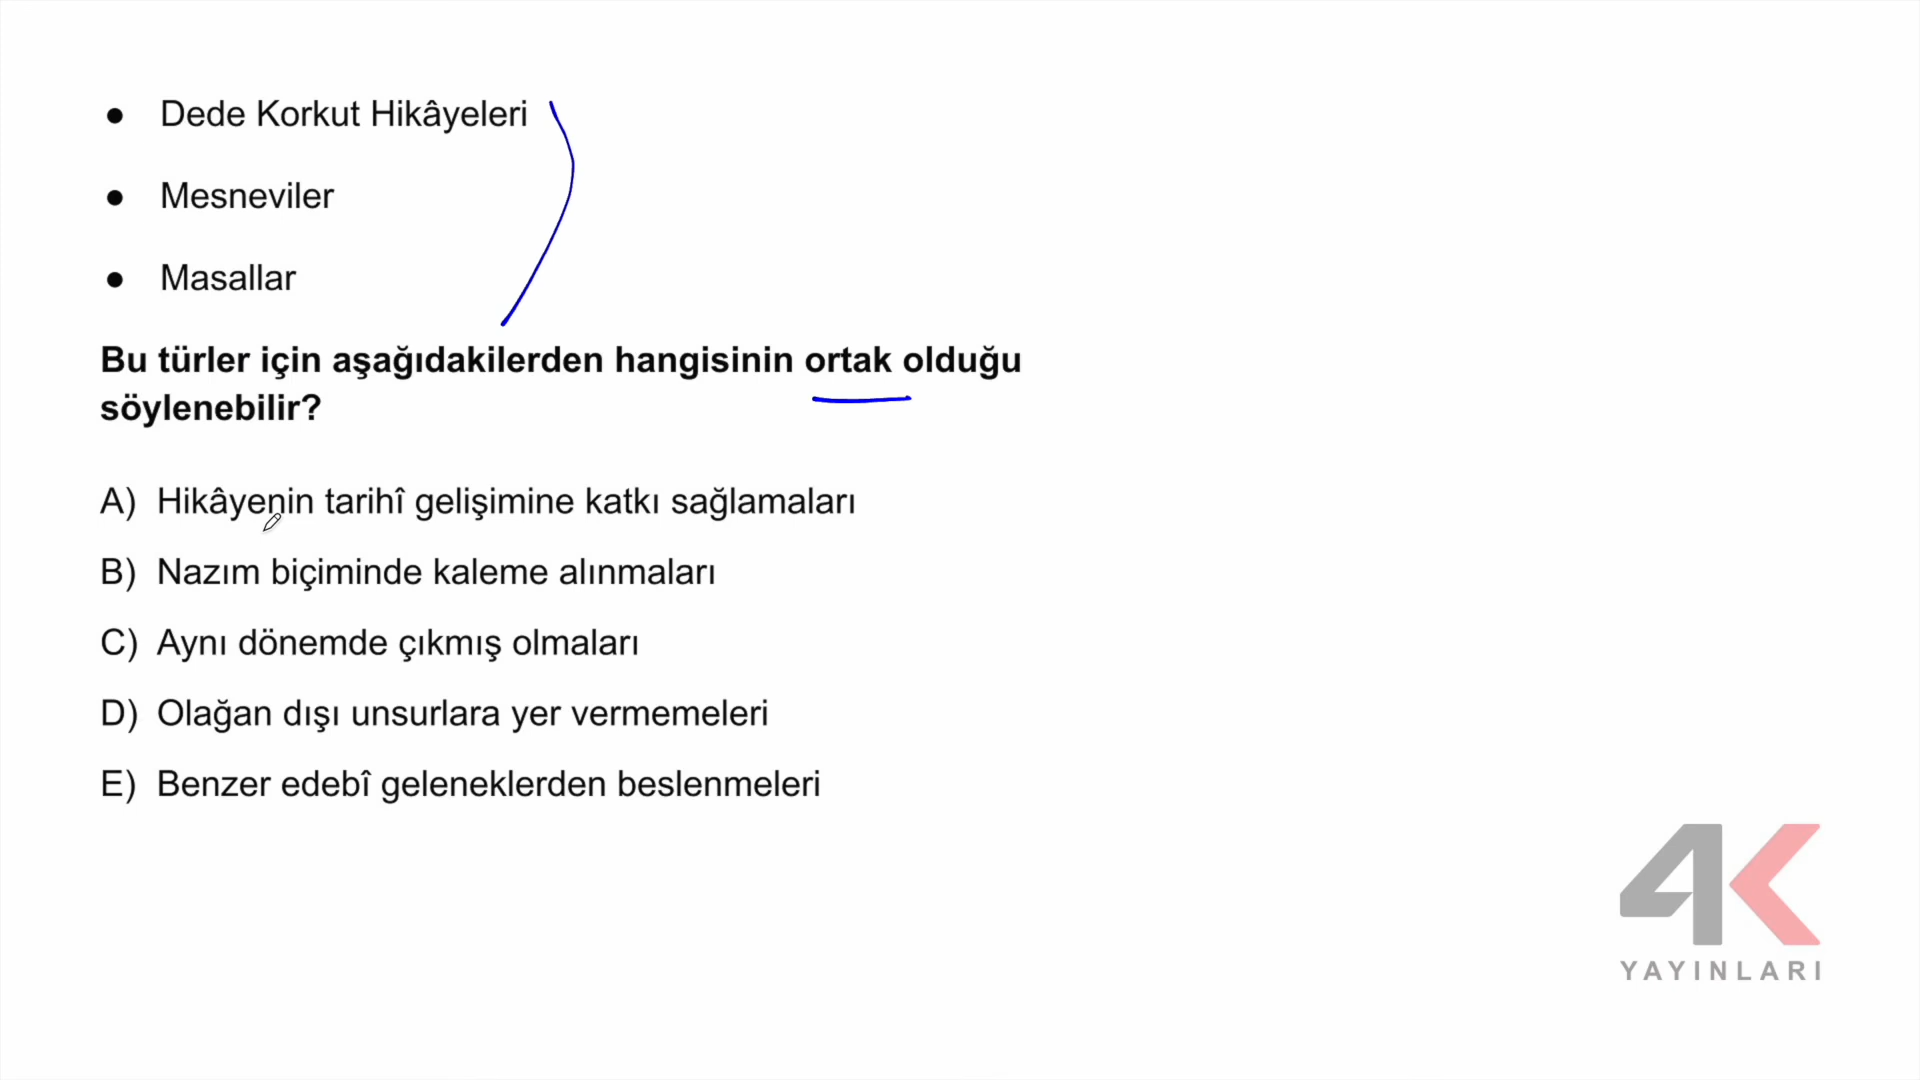 ● Dede Korkut Hikâyeleri
● Mesneviler
● Masallar
Bu türler için aşağıdakilerden hangisinin ortak olduğu
söylenebilir?
A) Hikâyenin tarihî gelişimine katkı sağlamaları
B) Nazım biçiminde kaleme alınmaları
C) Aynı dönemde çıkmış olmaları
D) Olağan dışı unsurlara yer vermemeleri
E) Benzer edebî geleneklerden beslenmeleri
4K
YAYINLARI